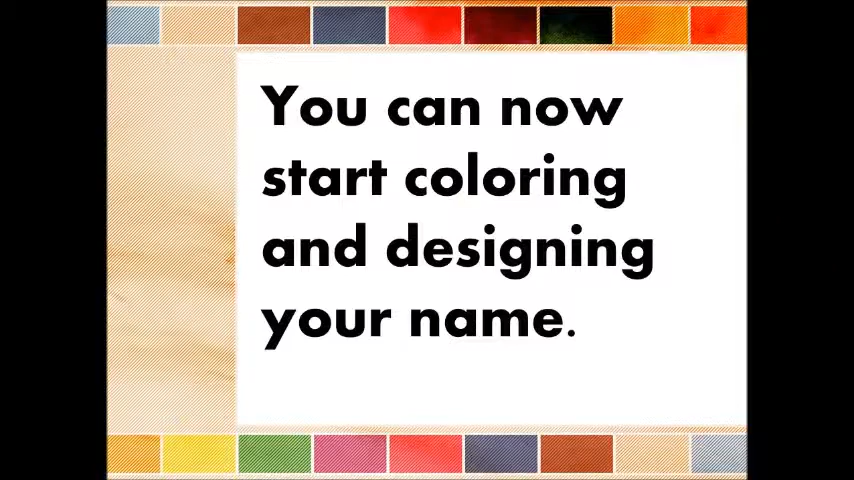 You can now
start coloring
and designing
your name.